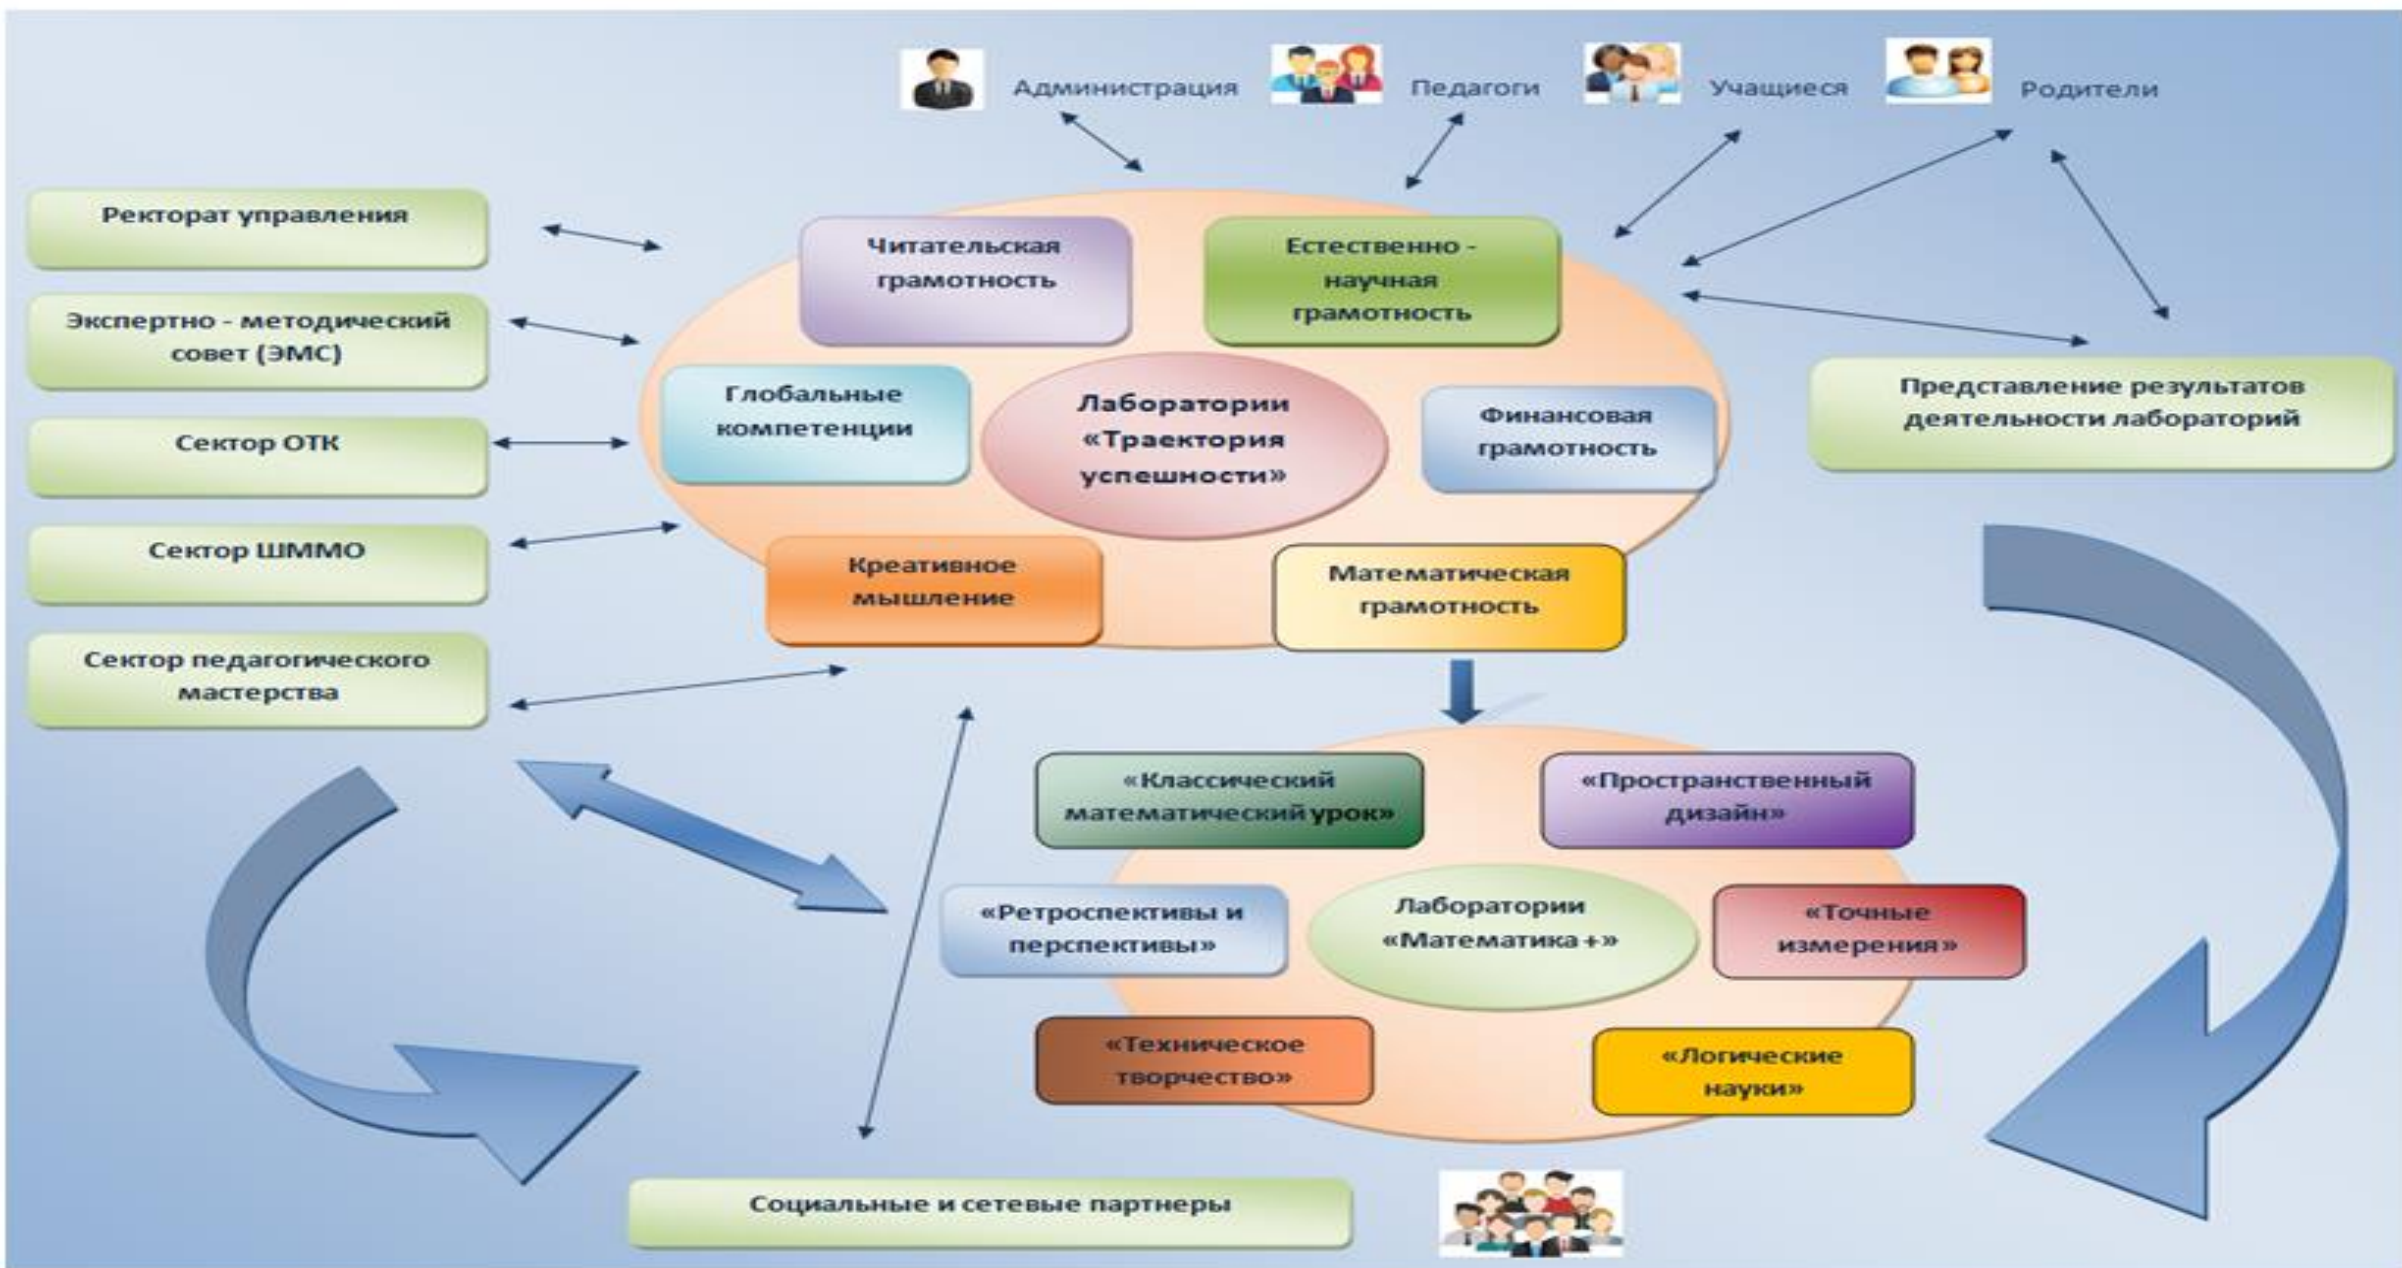 Администрация
Педагоги
Учащиеся
Родители
Ректорат управления
Экспертно - методический
совет (ЭМС)
Сектор ОТК
Сектор ШММО
Сектор педагогического
мастерства
Читательская
грамотность
Естественно -
научная
грамотность
Глобальные
компетенции
Лаборатории
«Траектория
успешности»
Финансовая
грамотность
Креативное
мышление
Математическая
грамотность
Представление результатов
деятельности лабораторий
«Классический
математический урок»
«Пространственный
дизайн»
«Ретроспективы и
перспективы»
Лаборатории
«Математика+»
«Точные
измерения»
«Техническое
творчество»
«Логические
науки»
Социальные и сетевые партнеры